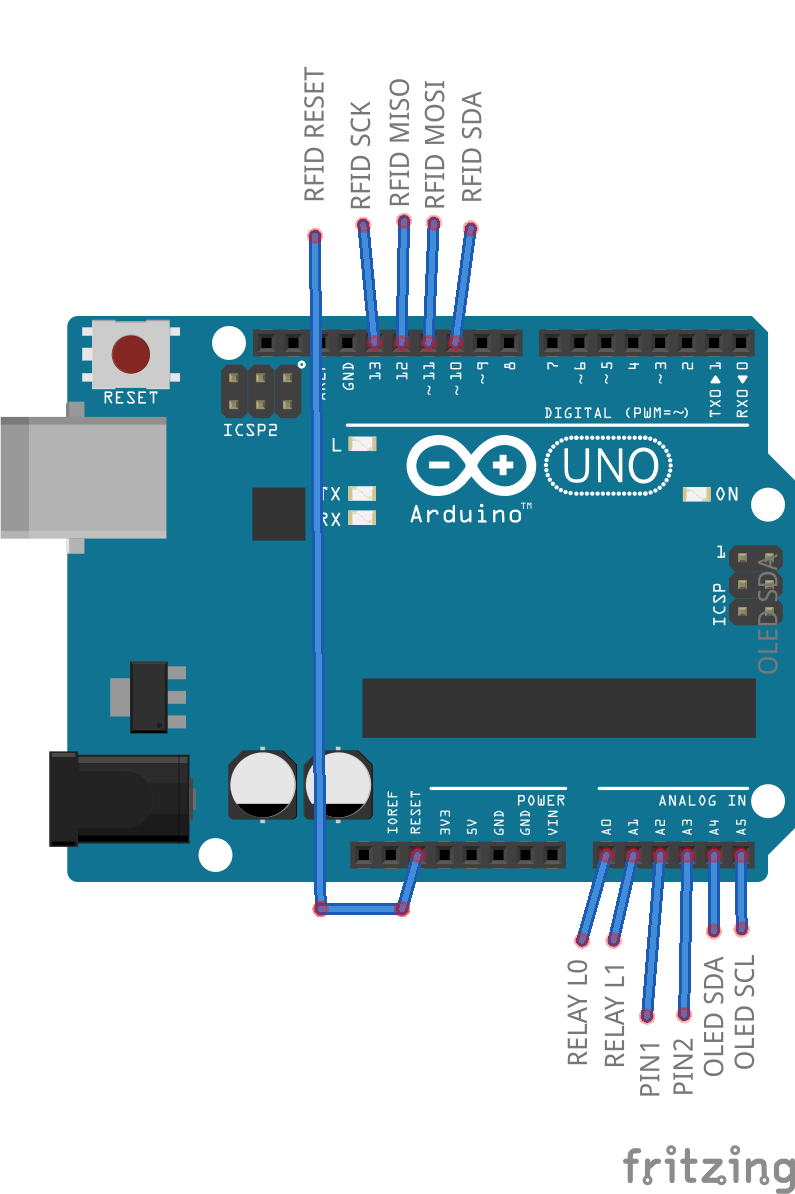 RFID RESET
RFID SCK
RFID MISO
RFID MOSI
RFID SDA
RESET
ICSP2
AREF
GND
13
12
~11
~10
~9
8
7
~6
~5
4
~3
2
TX0▶1
RX0◀0
DIGITAL (PWM=~)
L
TX
RX
UNO
Arduino™
ON
1
ICSP
OLED SDA
IOREF
RESET
3V3
5V
GND
GND
VIN
POWER
ANALOG IN
A0
A1
A2
A3
A4
A5
RELAY L0
RELAY L1
PIN1
PIN2
OLED SDA
OLED SCL
fritzing